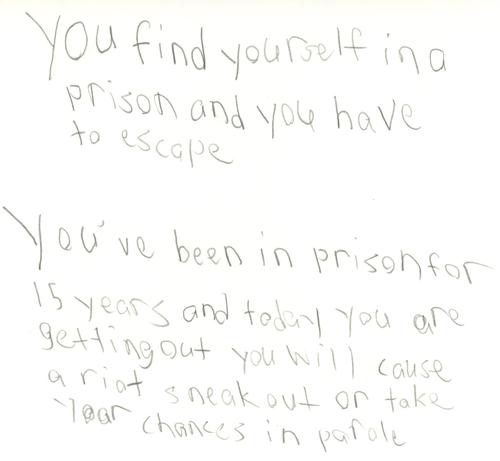 You find yourself in a
prison and you have
to escape
You've been in prison for
15 years and today you are
getting out you will cause
a riot sneak out or take
your chances in parole